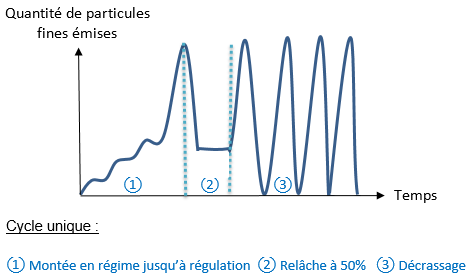 Quantité de particules
fines émises
① ② ③
Temps
Cycle unique :
① Montée en régime jusqu'à régulation ② Relâche à 50% ③ Décrassage